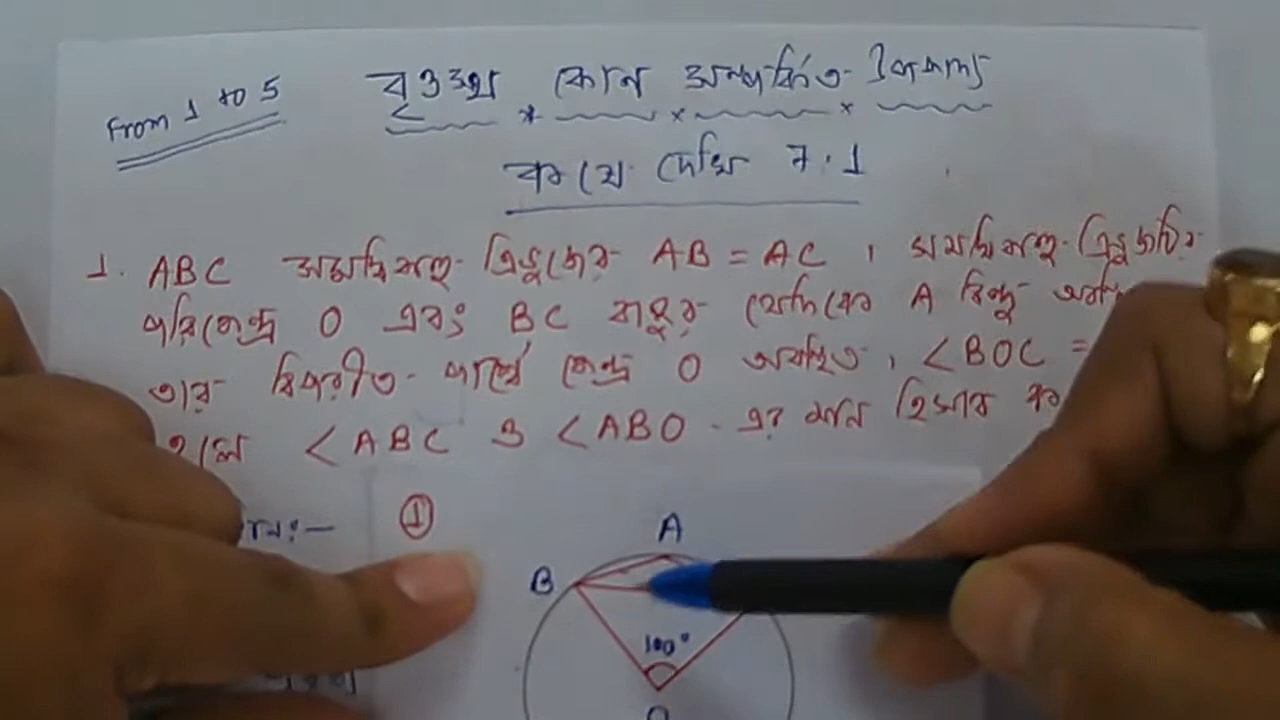 From 1 to 5
বৃত্তস্থ কোন সম্পর্কিত উপপাদ্য
কষে দেখি 7.1
1. ABC সমদ্বিবাহু ত্রিভুজের AB = AC, সমদ্বিবাহু ত্রিভুজটির
পরিকেন্দ্র O এবং BC বাহুর যেদিকে A বিন্দু
তার বিপরীত পার্শ্বে কেন্দ্র O অবস্থিত, <BOC =
হলে <ABC ও <ABO -এর মান হিসাব
①
A
B
100°
O